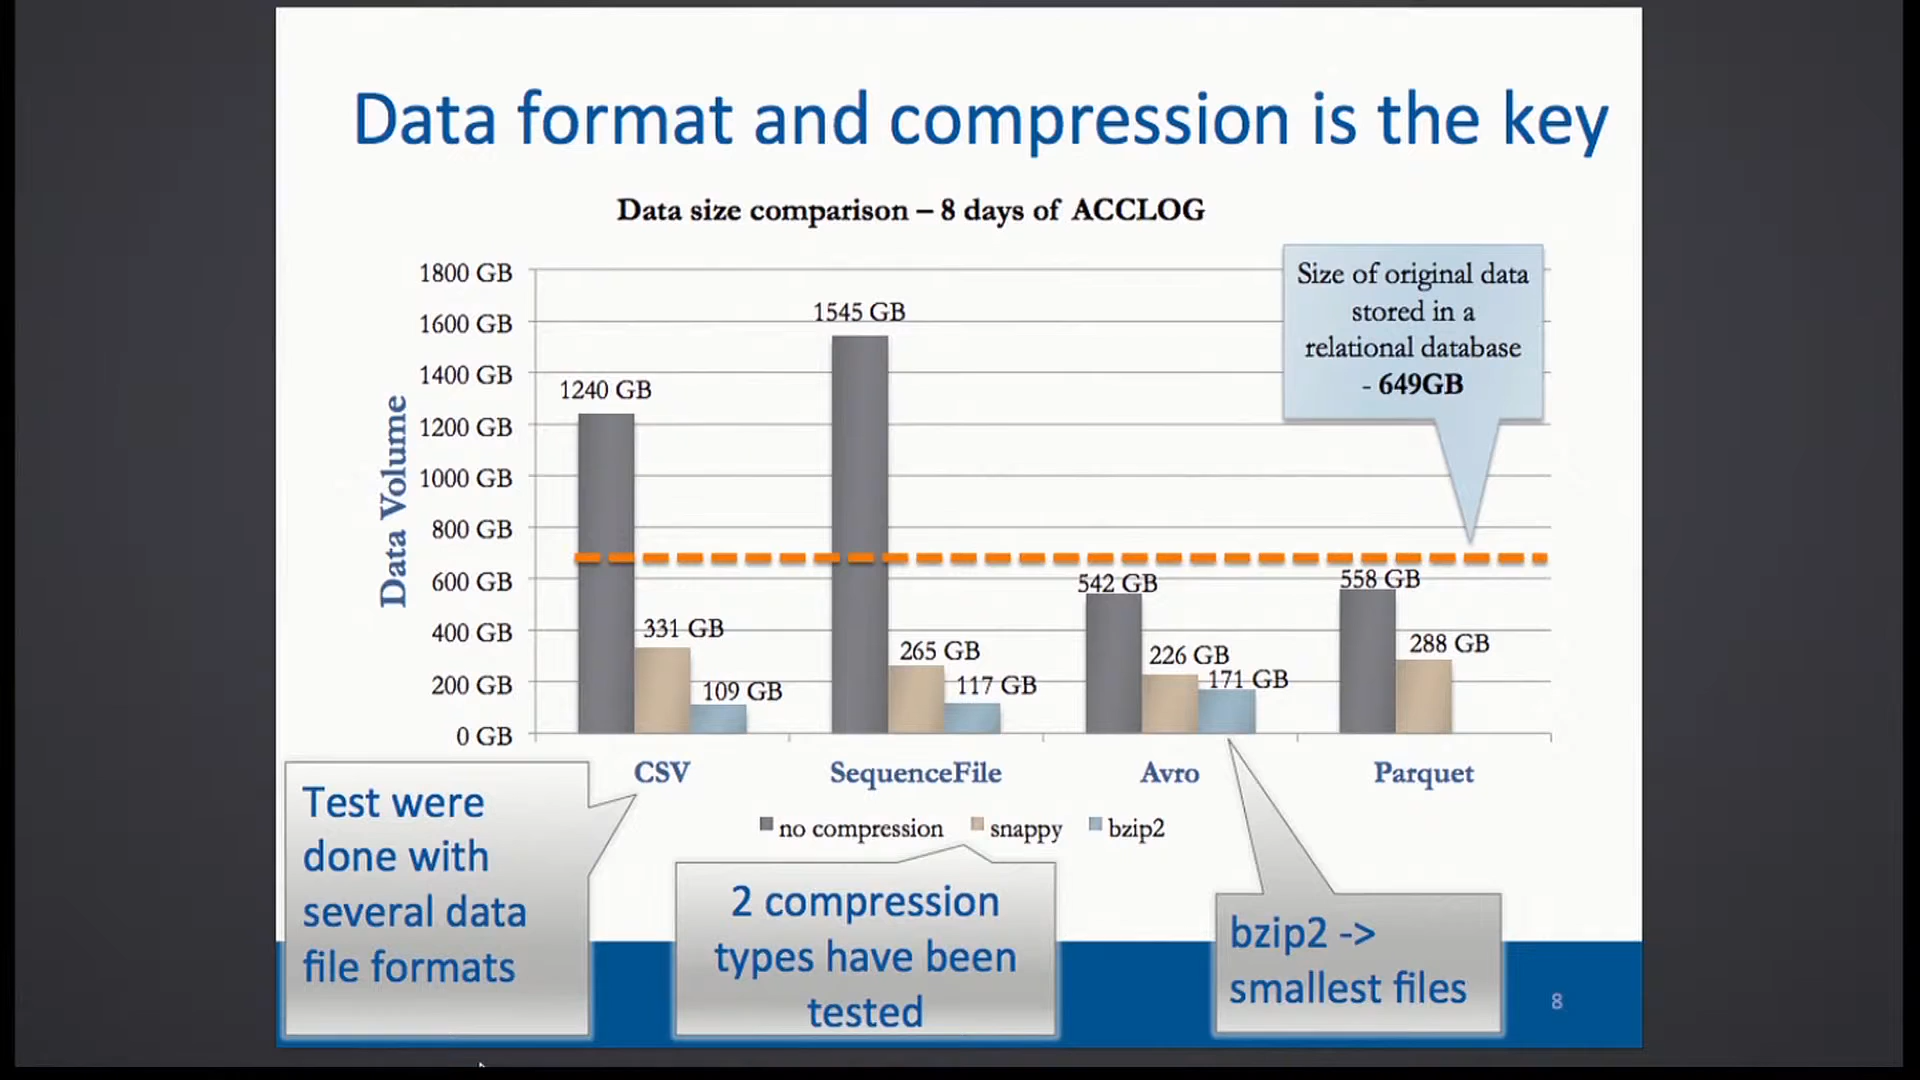 Data format and compression is the key
Data size comparison – 8 days of ACCLOG
Size of original data
stored in a
relational database
- 649GB
Data Volume
1800 GB
1600 GB
1400 GB
1200 GB
1000 GB
800 GB
600 GB
400 GB
200 GB
0 GB
1240 GB
331 GB
109 GB
1545 GB
265 GB
117 GB
542 GB
226 GB
171 GB
558 GB
288 GB
CSV
SequenceFile
Avro
Parquet
no compression
snappy
bzip2
Test were
done with
several data
file formats
2 compression
types have been
tested
bzip2 ->
smallest files
8